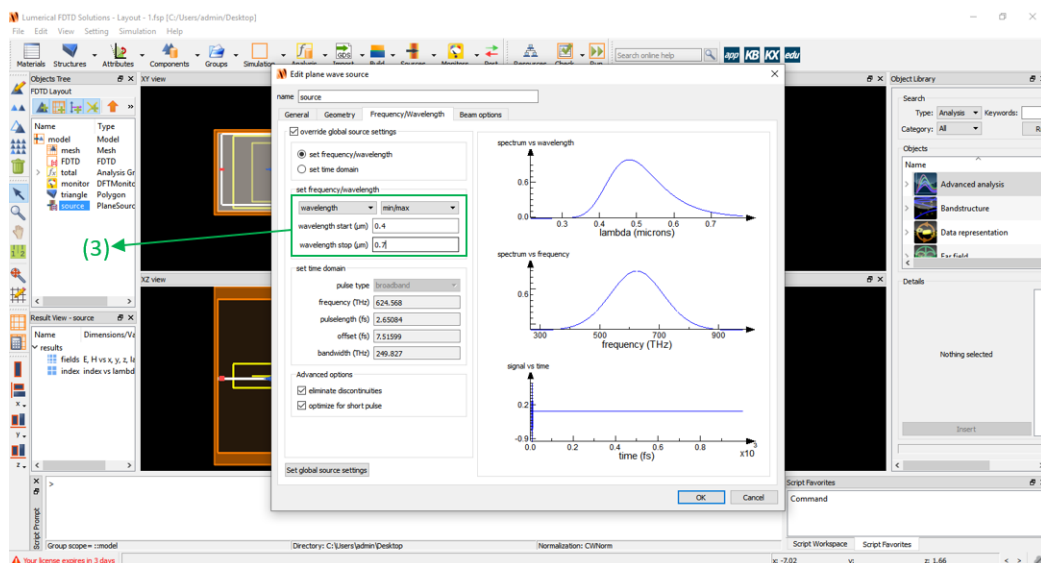 Lumerical FDTD Solutions - Layout - 1.fsp [C:/Users/admin/Desktop]
File Edit View Setting Simulation Help
Materials Structures Attributes Components Groups Simulation Analysis Import Build Sources Monitors Port Resources Check Run Search online help app KB KX edu
Objects Tree
FDTD Layout
Name Type
model Model
mesh Mesh
FDTD FDTD
total Analysis Gr
monitor DFTMonitc
triangle Polygon
source PlaneSourc
Result View - source
Name Dimensions/Va
results
fields E, H vs x, y, z, la
index index vs lambd
x
y
z
XY view
XZ view
(3)
Edit plane wave source
name source
General Geometry Frequency/Wavelength Beam options
override global source settings
set frequency/wavelength
set time domain
set frequency/wavelength
wavelength min/max
wavelength start (µm) 0.4
wavelength stop (µm) 0.7
set time domain
pulse type broadband
frequency (THz) 624.568
pulselength (fs) 2.65084
offset (fs) 7.51599
bandwidth (THz) 249.827
Advanced options
eliminate discontinuities
optimize for short pulse
Set global source settings
spectrum vs wavelength
0.6
0.0
0.3 0.4 0.5 0.6 0.7
lambda (microns)
spectrum vs frequency
0.6
300 500 700 900
frequency (THz)
signal vs time
0.2
-0.9
0.0 0.2 0.4 0.6 0.8 x10 3
time (fs)
OK Cancel
Object Library
Search
Type: Analysis Keywords:
Category: All R
Objects
Name
Advanced analysis
Bandstructure
Data representation
Far field
Details
Nothing selected
Insert
Script Prompt
>
Group scope= ::model
Directory: C:\Users\admin\Desktop
Normalization: CWNorm
Script Favorites
Command
Script Workspace Script Favorites
Your license expires in 3 days
x: -7.02 y: z: 1.66